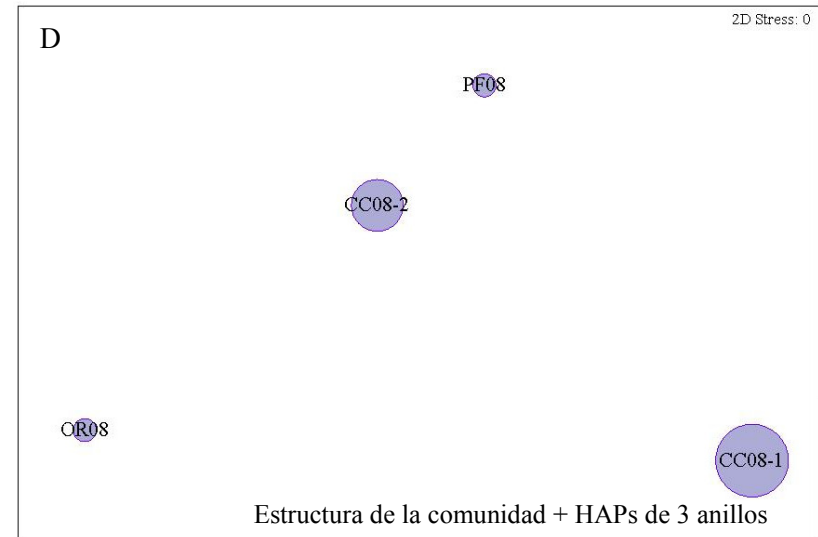 2D Stress: 0
D
PF08
CC08-2
OR08
CC08-1
Estructura de la comunidad + HAPs de 3 anillos